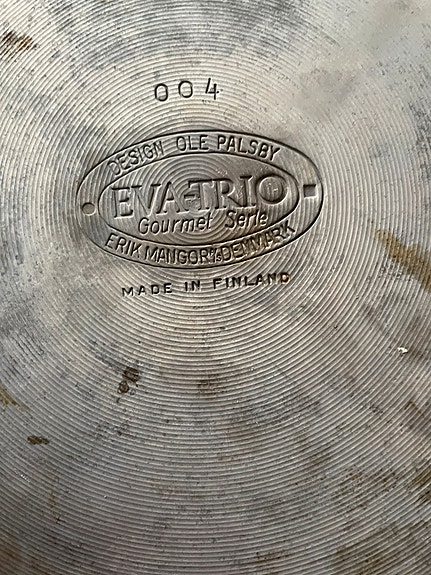 004
DESIGN OLE PALSBY
EVA-TRIO
Gourmet Serie
ERIK MANGOR % DENMARK
MADE IN FINLAND